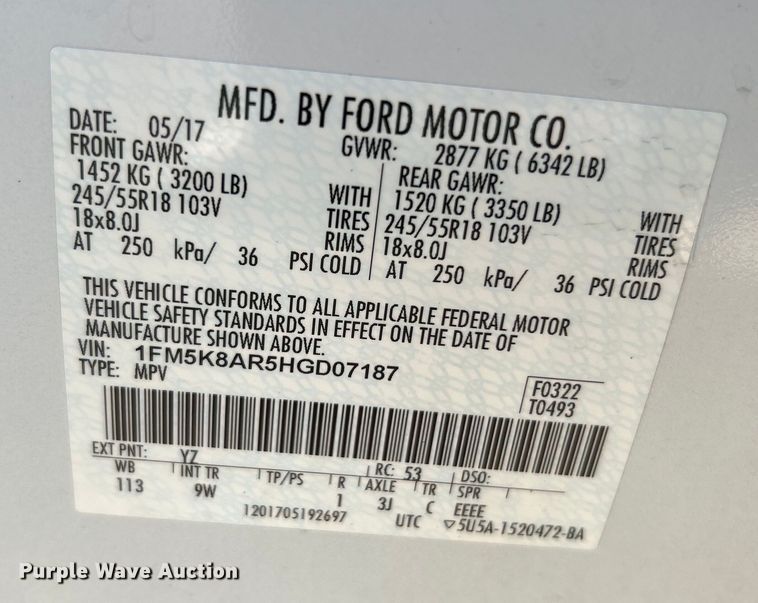 MFD. BY FORD MOTOR CO.
DATE: 05/17 GVWR: 2877 KG ( 6342 LB)
FRONT GAWR: REAR GAWR:
1452 KG ( 3200 LB) WITH 1520 KG ( 3350 LB) WITH
245/55R18 103V TIRES 245/55R18 103V TIRES
18x8.0J RIMS 18x8.0J RIMS
AT 250 kPa/ 36 PSI COLD AT 250 kPa/ 36 PSI COLD
THIS VEHICLE CONFORMS TO ALL APPLICABLE FEDERAL MOTOR
VEHICLE SAFETY STANDARDS IN EFFECT ON THE DATE OF
MANUFACTURE SHOWN ABOVE.
VIN: 1FM5K8AR5HGD07187
TYPE: MPV
F0322
T0493
EXT PNT: YZ RC: 53 DSO:
WB INT TR TP/PS R AXLE TR SPR
113 9W 1 3J C EEEE
1201705192697 UTC ▽5U5A-1520472-BA
Purple Wave Auction